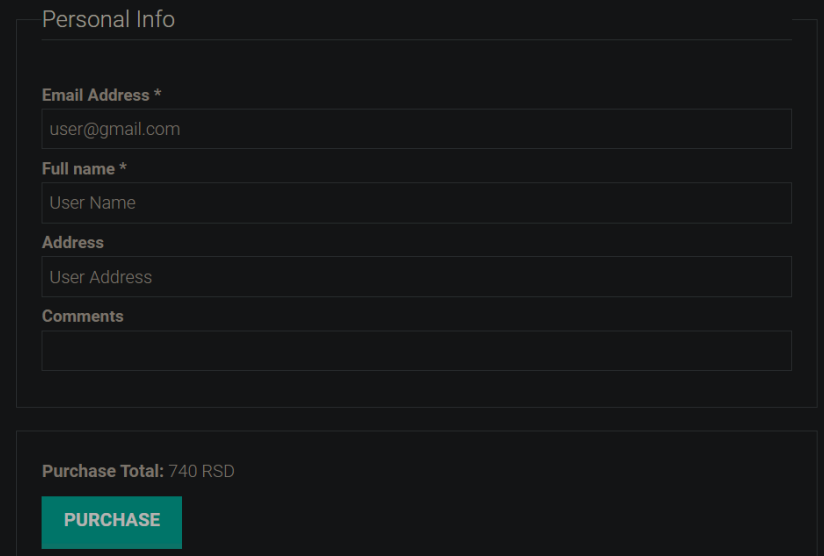 Personal Info
Email Address *
user@gmail.com
Full name *
User Name
Address
User Address
Comments
Purchase Total: 740 RSD
PURCHASE